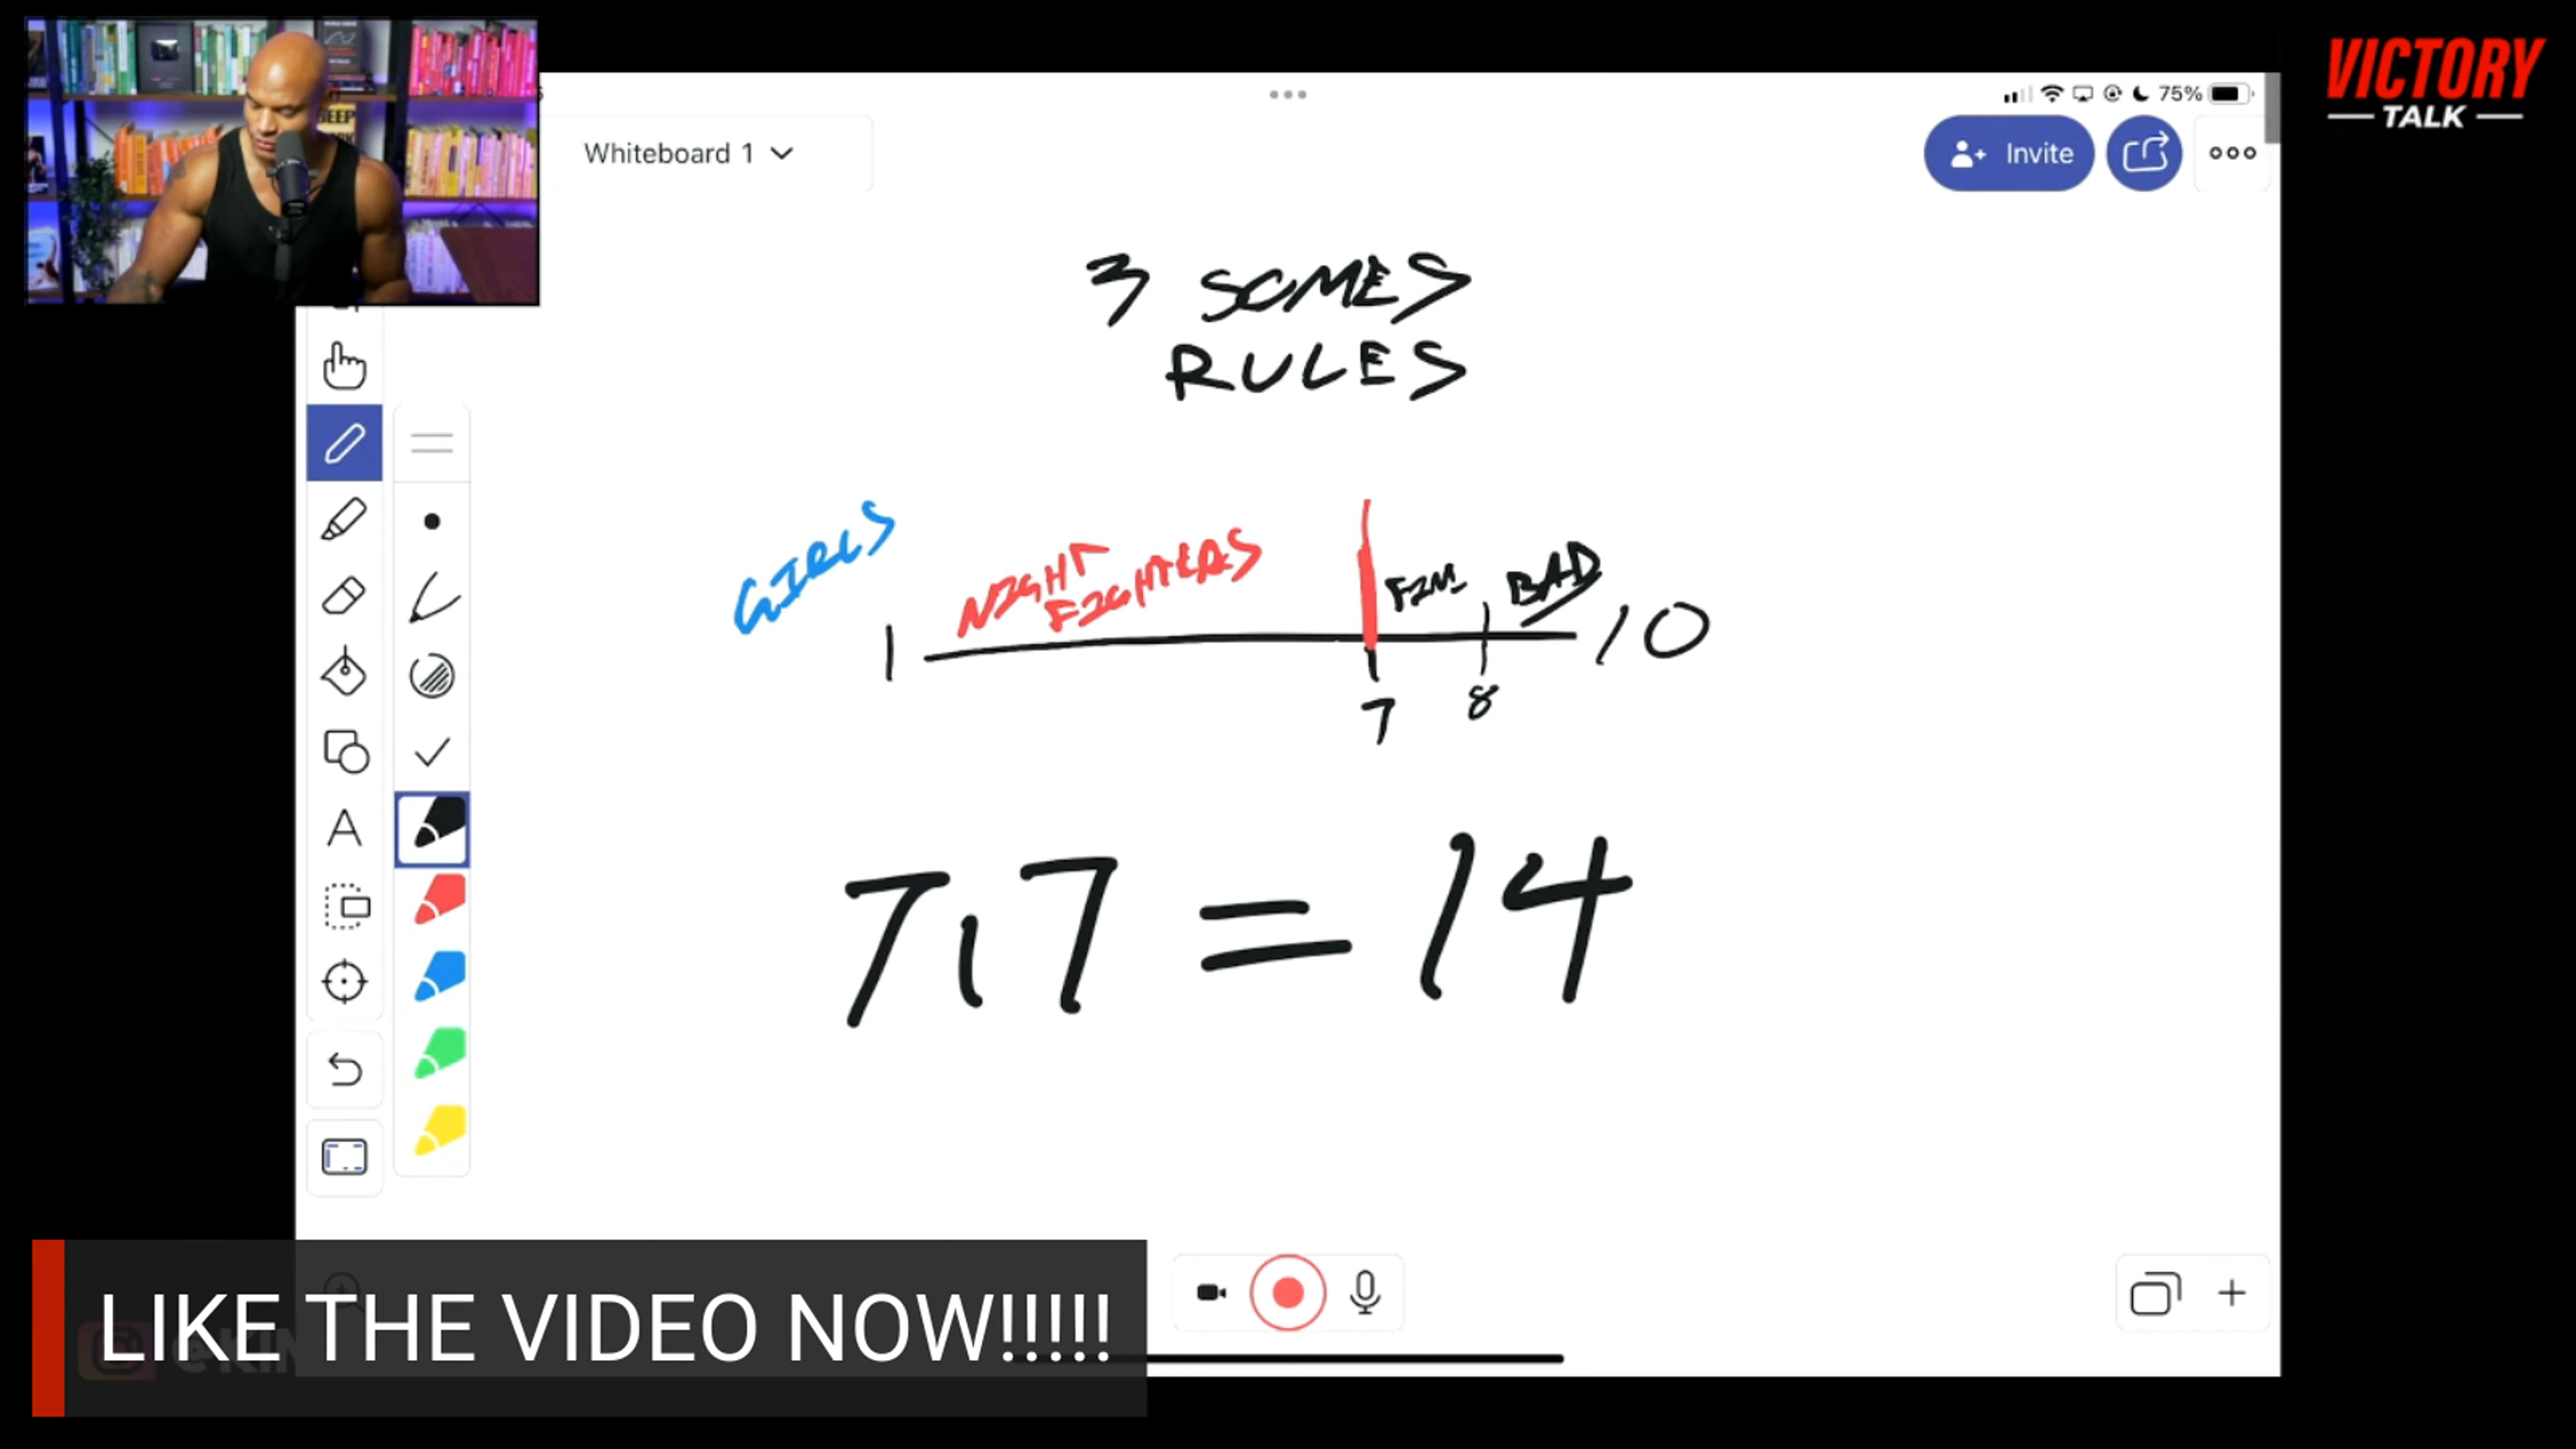 VICTORY
TALK
75%
Whiteboard 1
Invite
3 SOMES
RULES
GIRLS
NIGHT
FIGHTERS
BAD
1
10
7
8
7,7 = 14
A
LIKE THE VIDEO NOW!!!!!